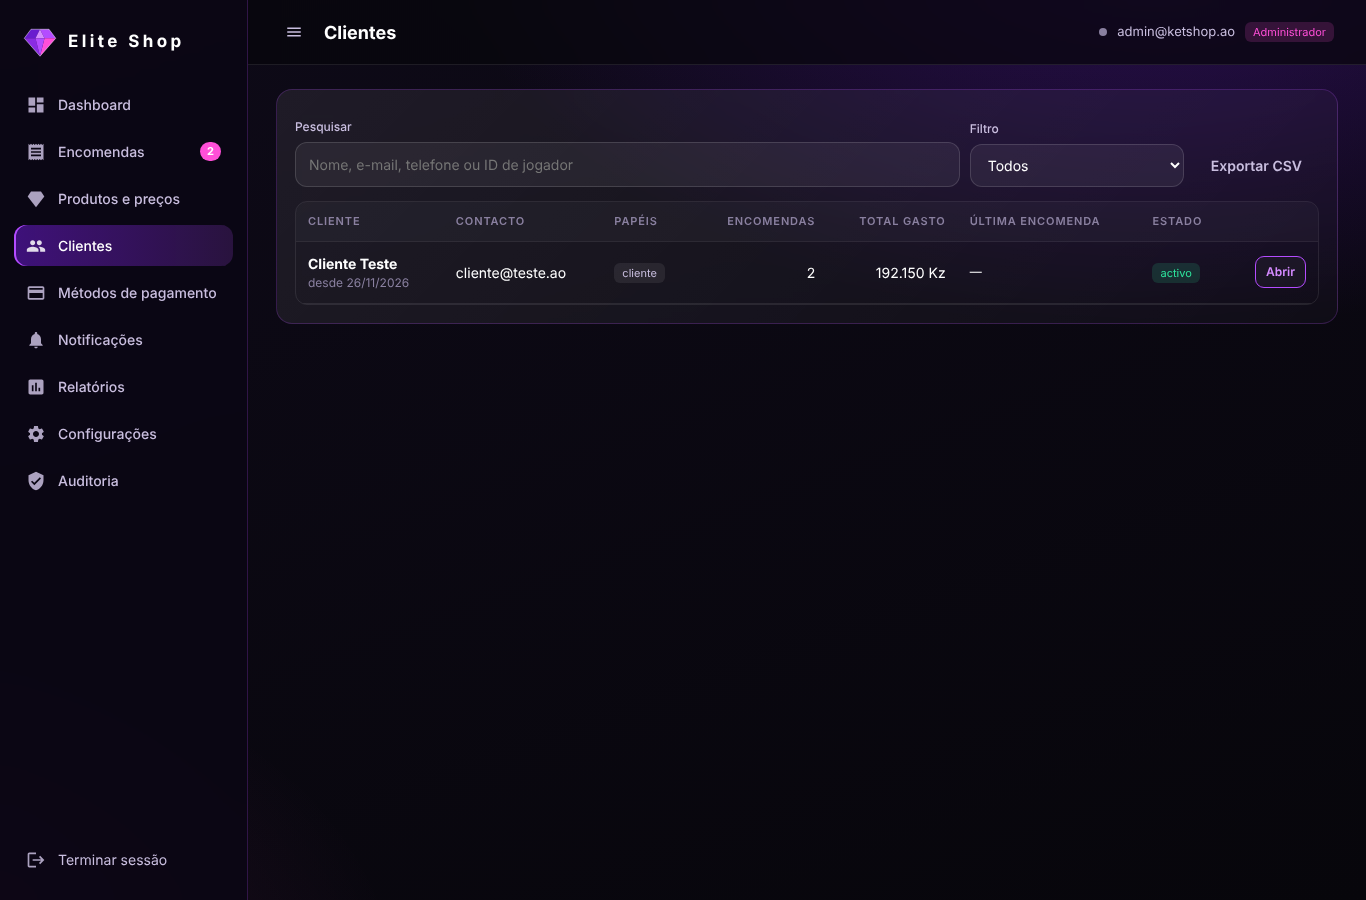 Elite Shop
Clientes
admin@ketshop.ao
Administrador
Dashboard
Encomendas
2
Produtos e preços
Clientes
Métodos de pagamento
Notificações
Relatórios
Configurações
Auditoria
Terminar sessão
Pesquisar
Nome, e-mail, telefone ou ID de jogador
Filtro
Todos
Exportar CSV
CLIENTE CONTACTO PAPÉIS ENCOMENDAS TOTAL GASTO ÚLTIMA ENCOMENDA ESTADO
Cliente Teste
desde 26/11/2026
cliente@teste.ao cliente 2 192.150 Kz — activo Abrir